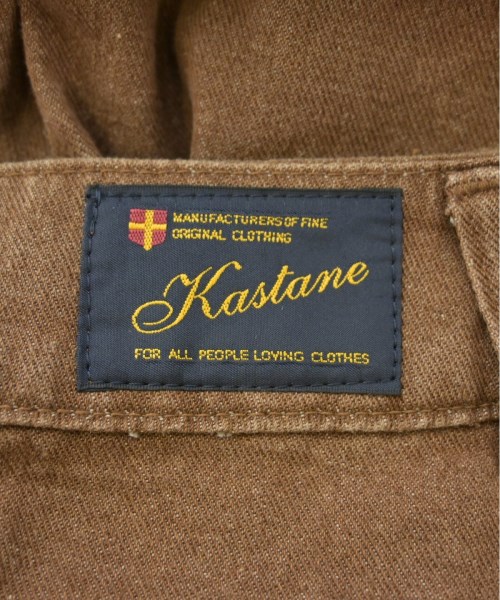 MANUFACTURERS OF FINE
ORIGINAL CLOTHING
Kastane
FOR ALL PEOPLE LOVING CLOTHES